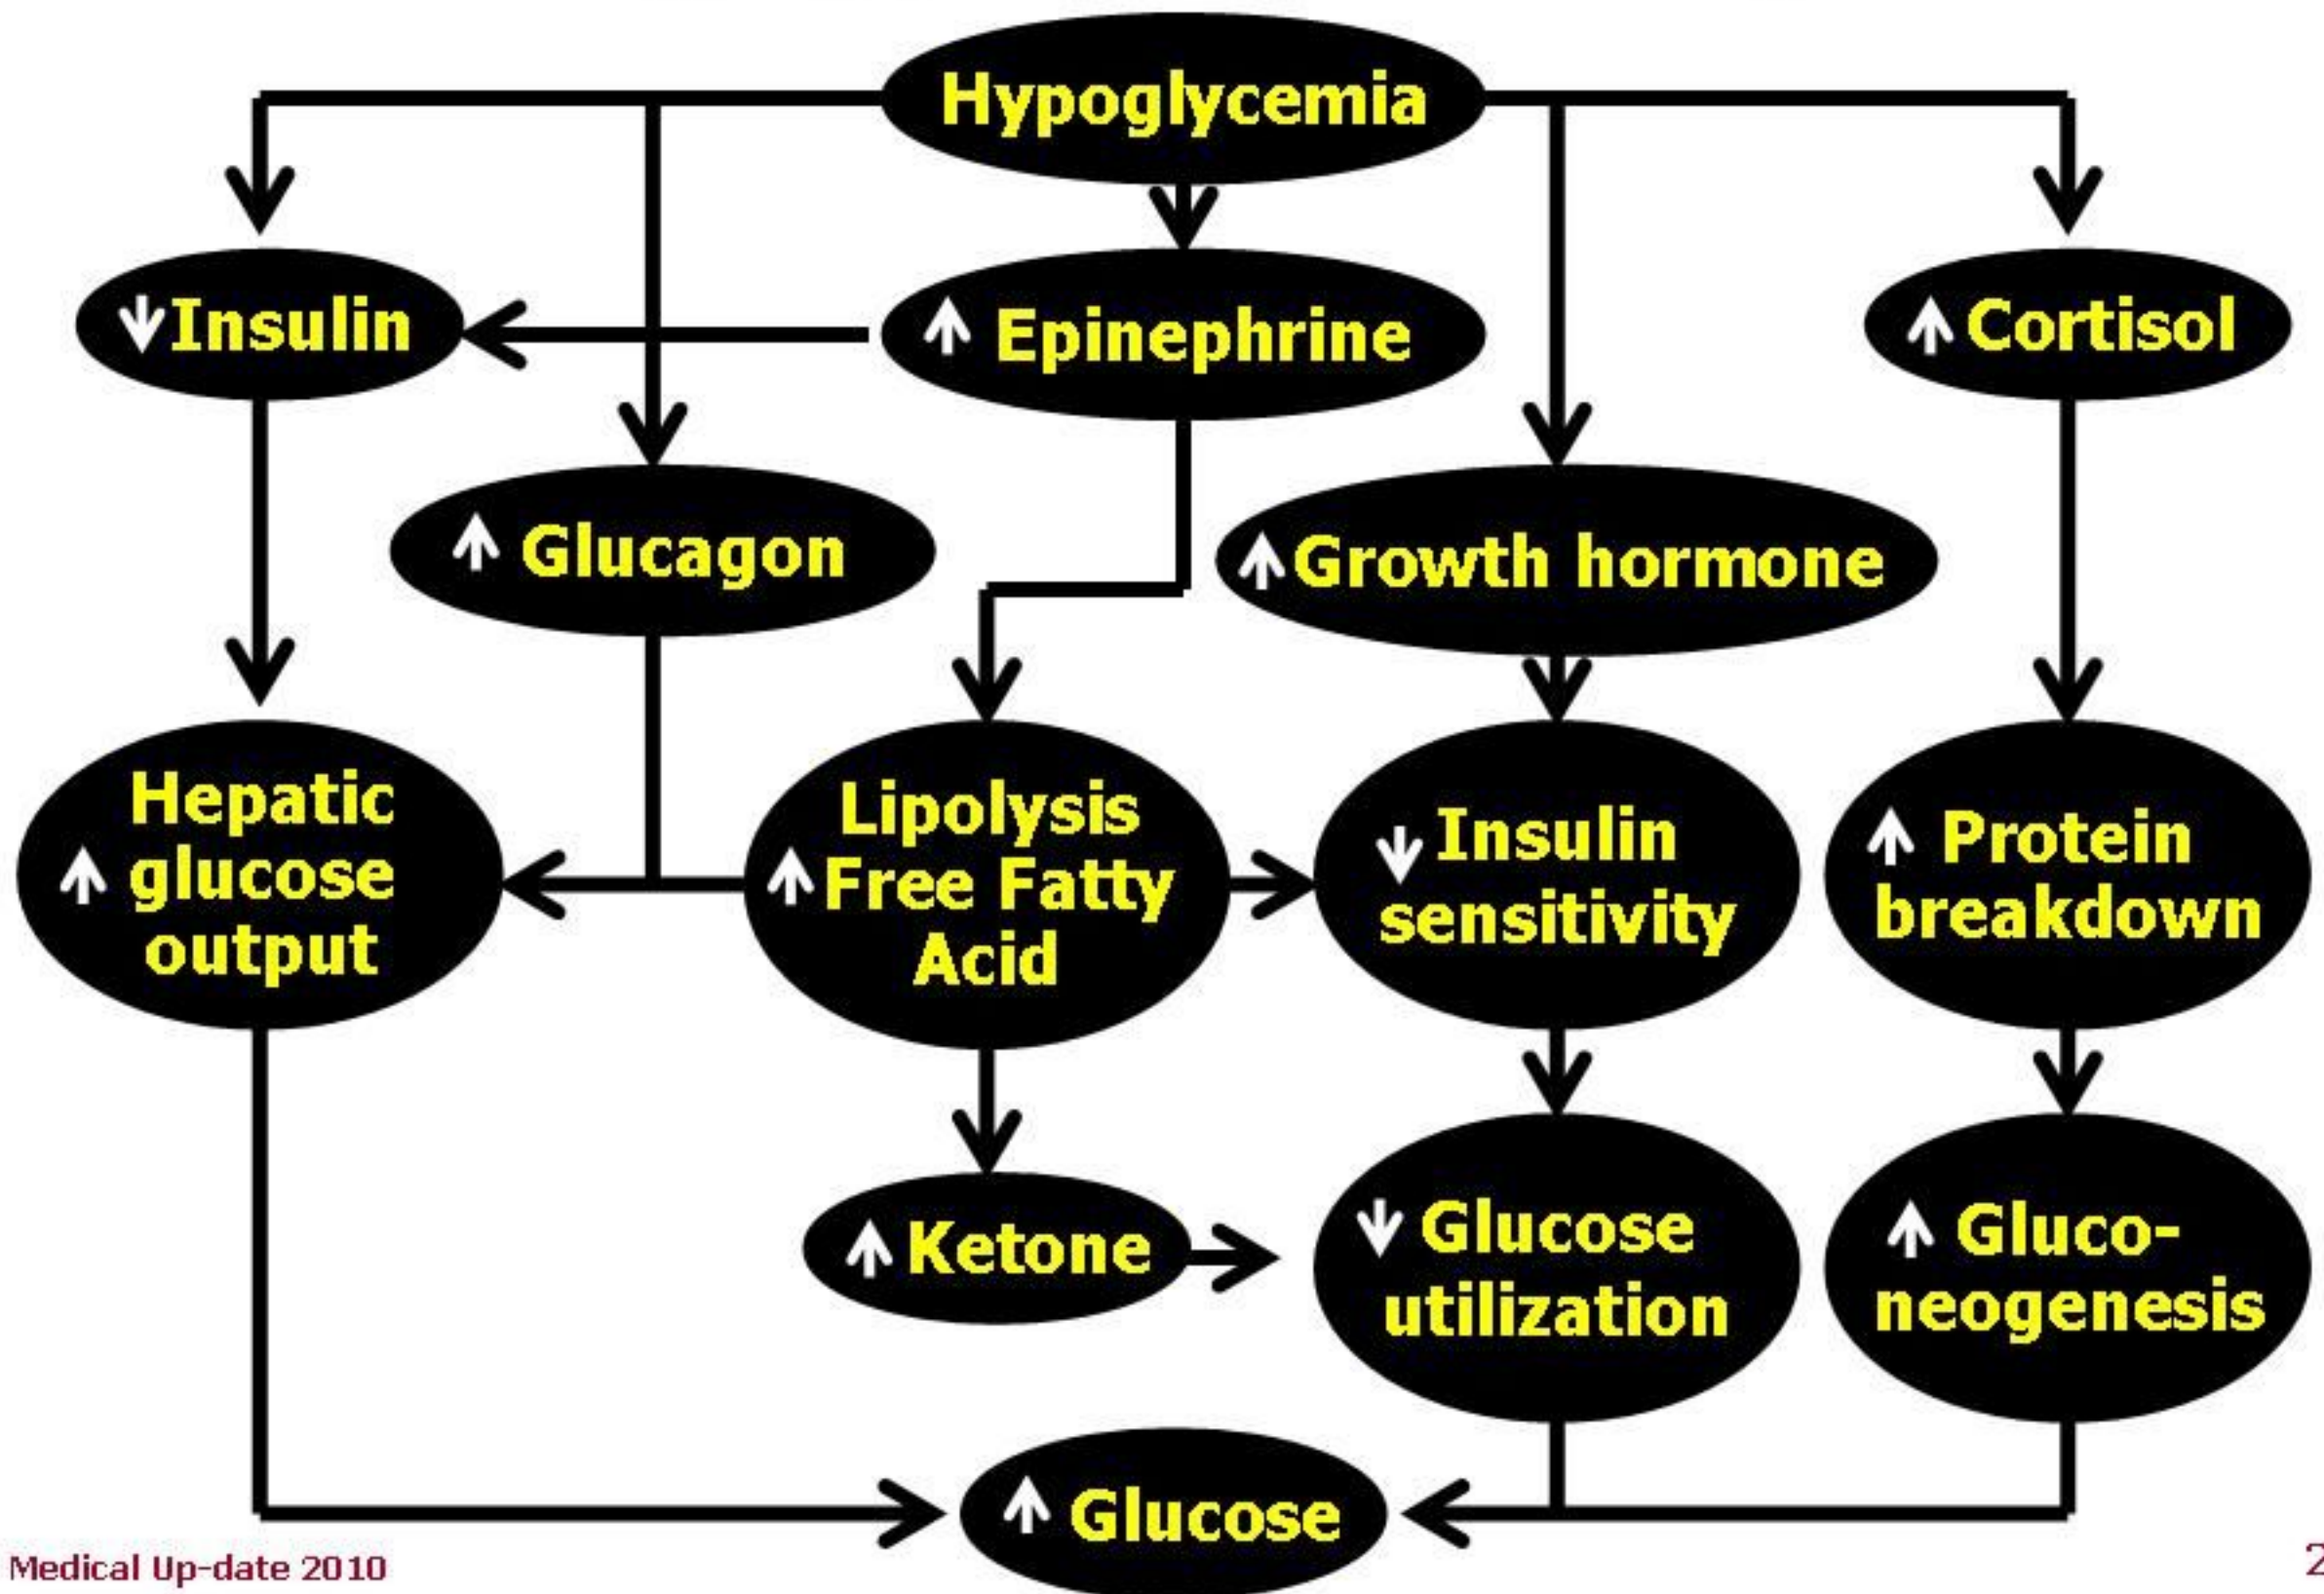 Hypoglycemia
↓ Insulin
↑ Epinephrine
↑ Cortisol
↑ Glucagon
↑ Growth hormone
Hepatic
↑ glucose
output
Lipolysis
↑ Free Fatty
Acid
↓ Insulin
sensitivity
↑ Protein
breakdown
↑ Ketone
↓ Glucose
utilization
↑ Gluco-
neogenesis
↑ Glucose
Medical Up-date 2010
2